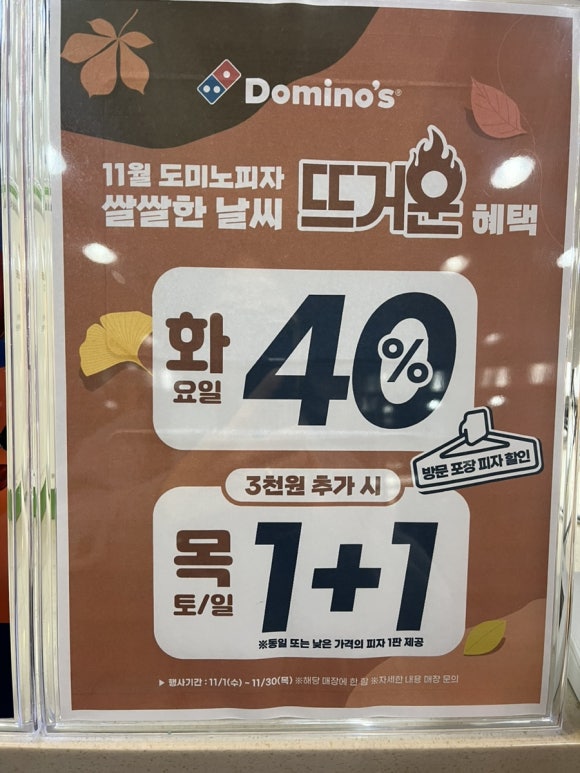 Domino's®
11월 도미노피자
쌀쌀한 날씨 뜨거운 혜택
화
요일
40%
방문 포장 피자 할인
3천원 추가 시
목
토/일
1+1
※동일 또는 낮은 가격의 피자 1판 제공
▶ 행사기간 : 11/1(수) ~ 11/30(목) ※해당 매장에 한 함 ※자세한 내용 매장 문의